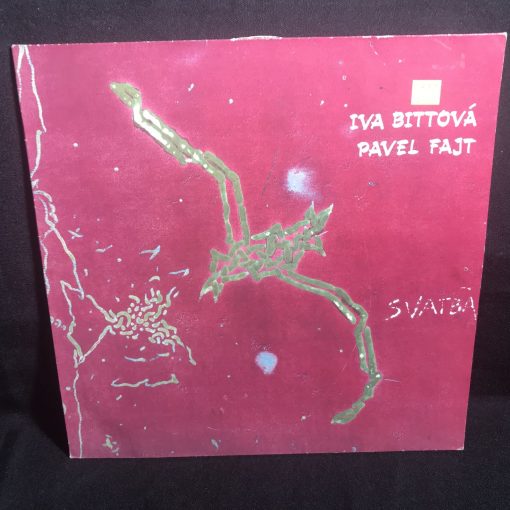 IVA BITTOVÁ
PAVEL FAJT
SVATBA